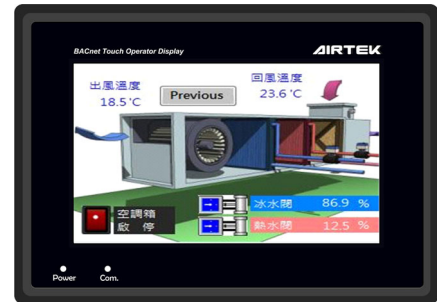 BACnet Touch Operator Display
AIRTEK
出風溫度
18.5℃
Previous
回風溫度
23.6℃
冰水閥 86.9 %
熱水閥 12.5 %
空調箱
啟 停
Power
Com.